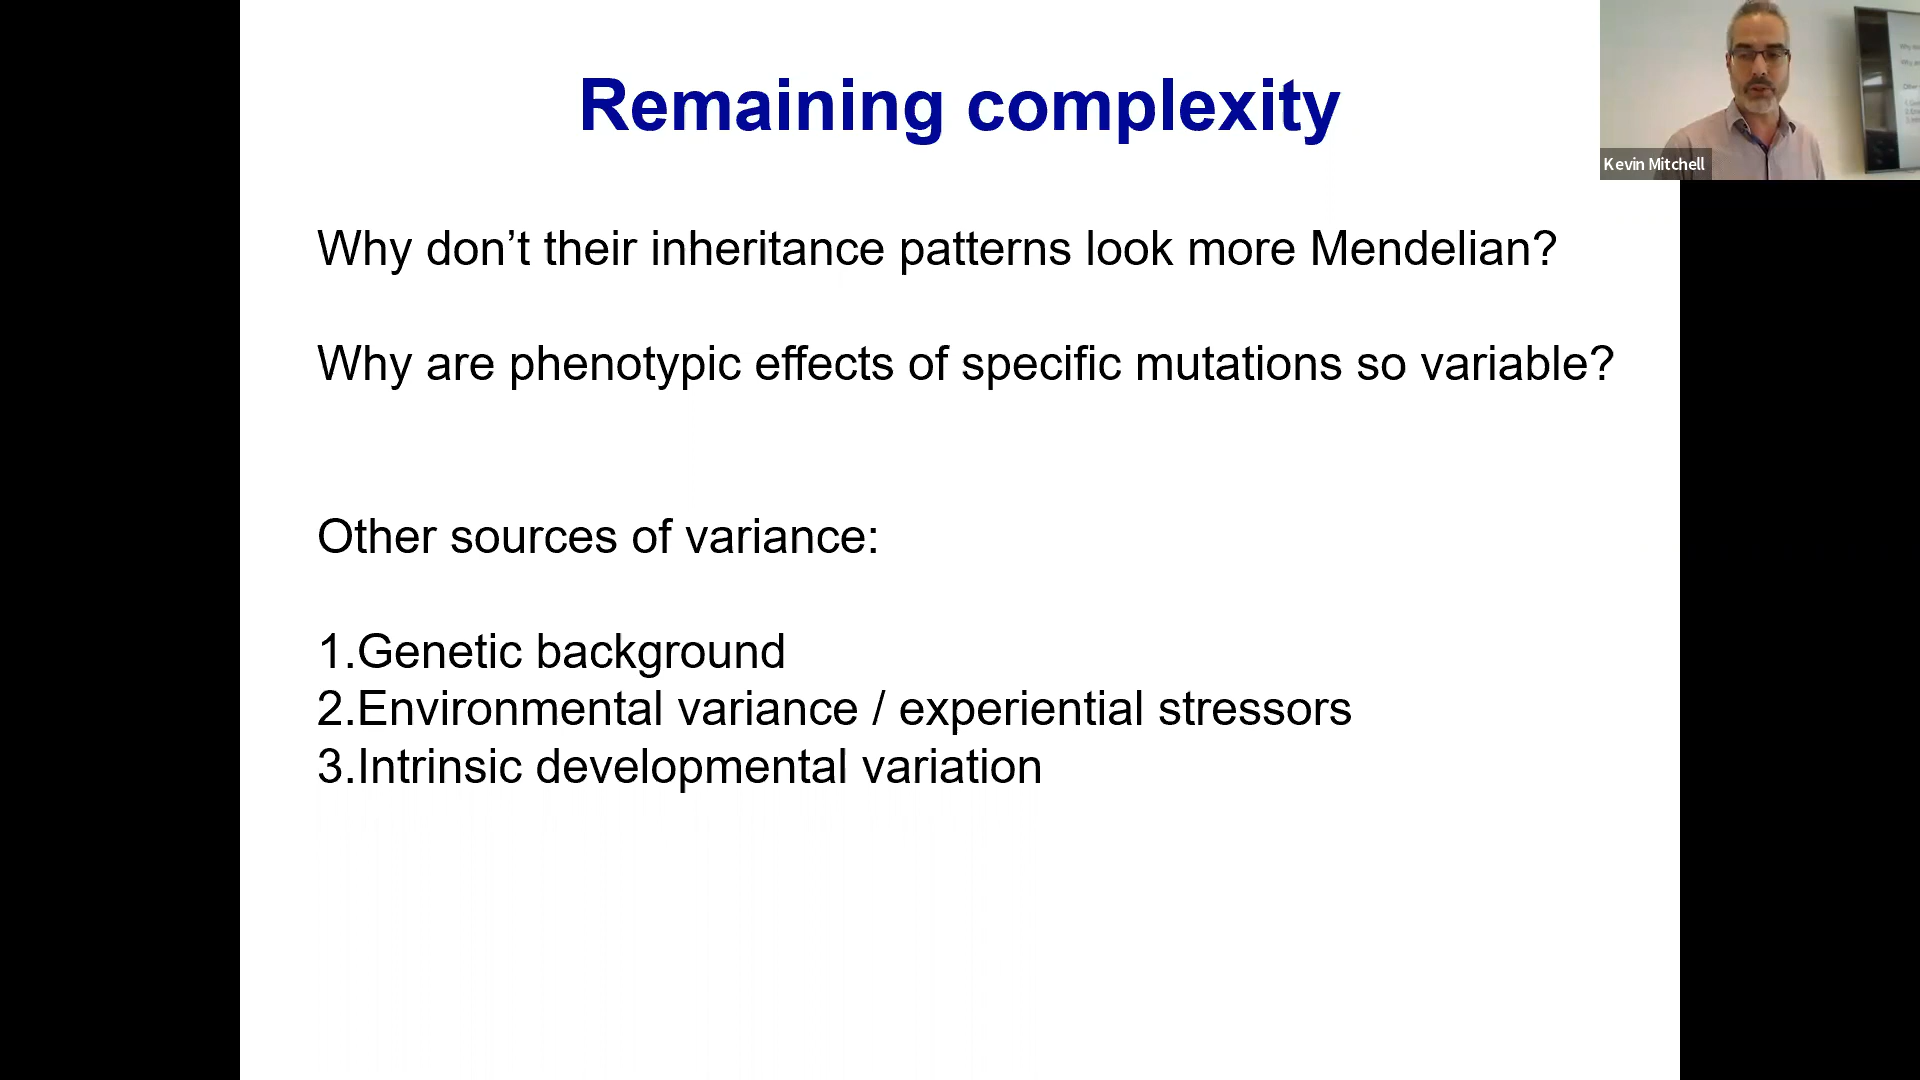 Remaining complexity
Kevin Mitchell
Why don’t their inheritance patterns look more Mendelian?
Why are phenotypic effects of specific mutations so variable?
Other sources of variance:
1.Genetic background
2.Environmental variance / experiential stressors
3.Intrinsic developmental variation